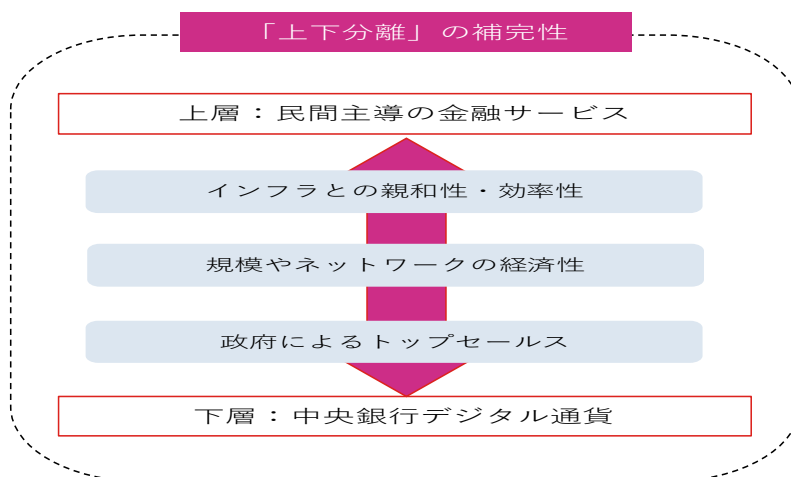 「上下分離」の補完性
上層：民間主導の金融サービス
インフラとの親和性・効率性
規模やネットワークの経済性
政府によるトップセールス
下層：中央銀行デジタル通貨